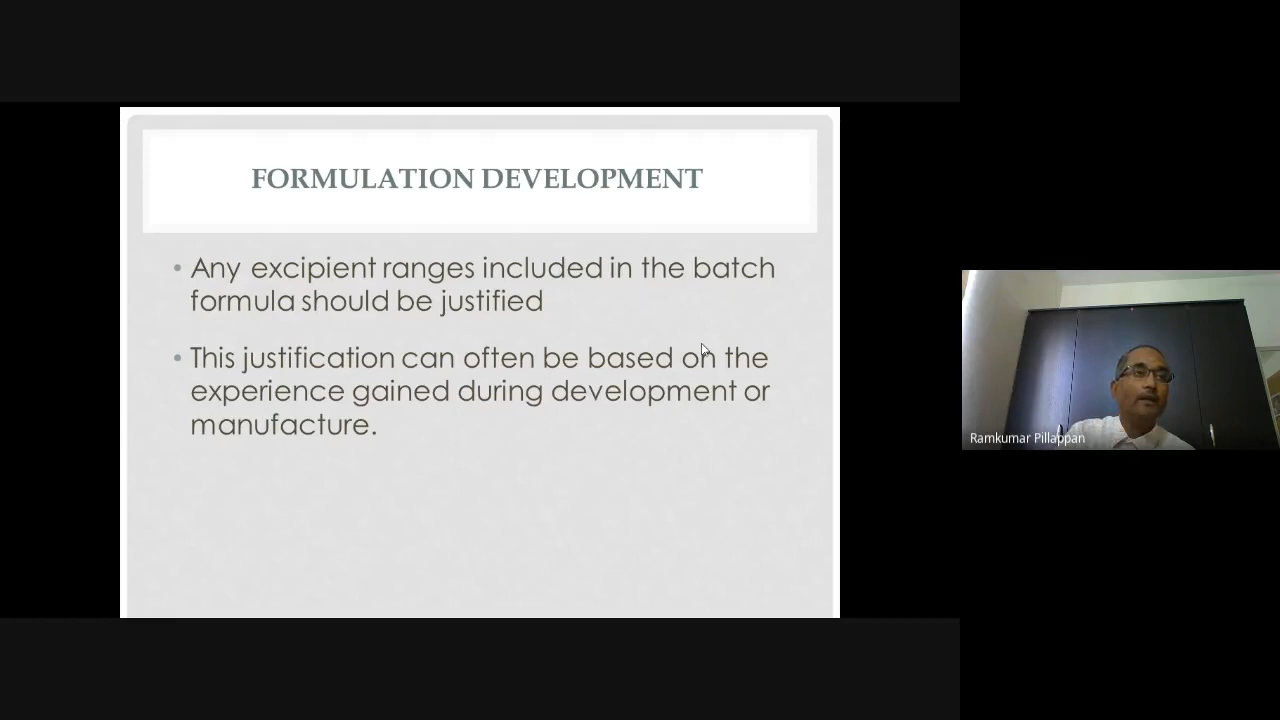 FORMULATION DEVELOPMENT
• Any excipient ranges included in the batch
formula should be justified
• This justification can often be based on the
experience gained during development or
manufacture.
Ramkumar Pillappan